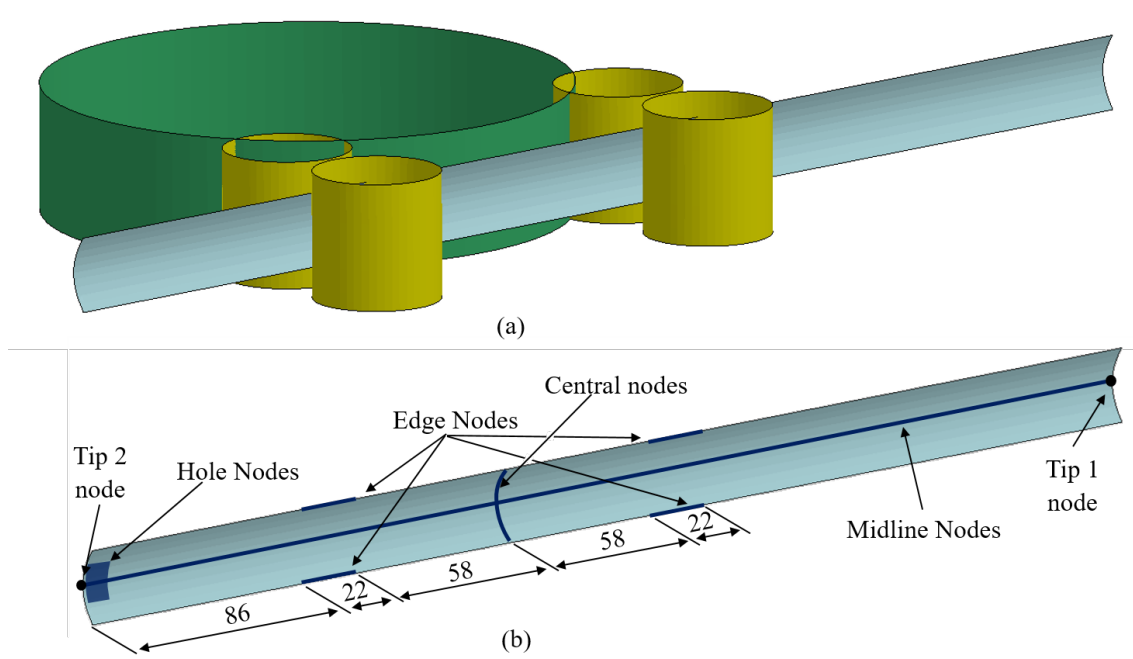 (a)
Central nodes
Edge Nodes
Tip 2
node
Hole Nodes
Tip 1
node
Midline Nodes
22
58
58
22
86
(b)